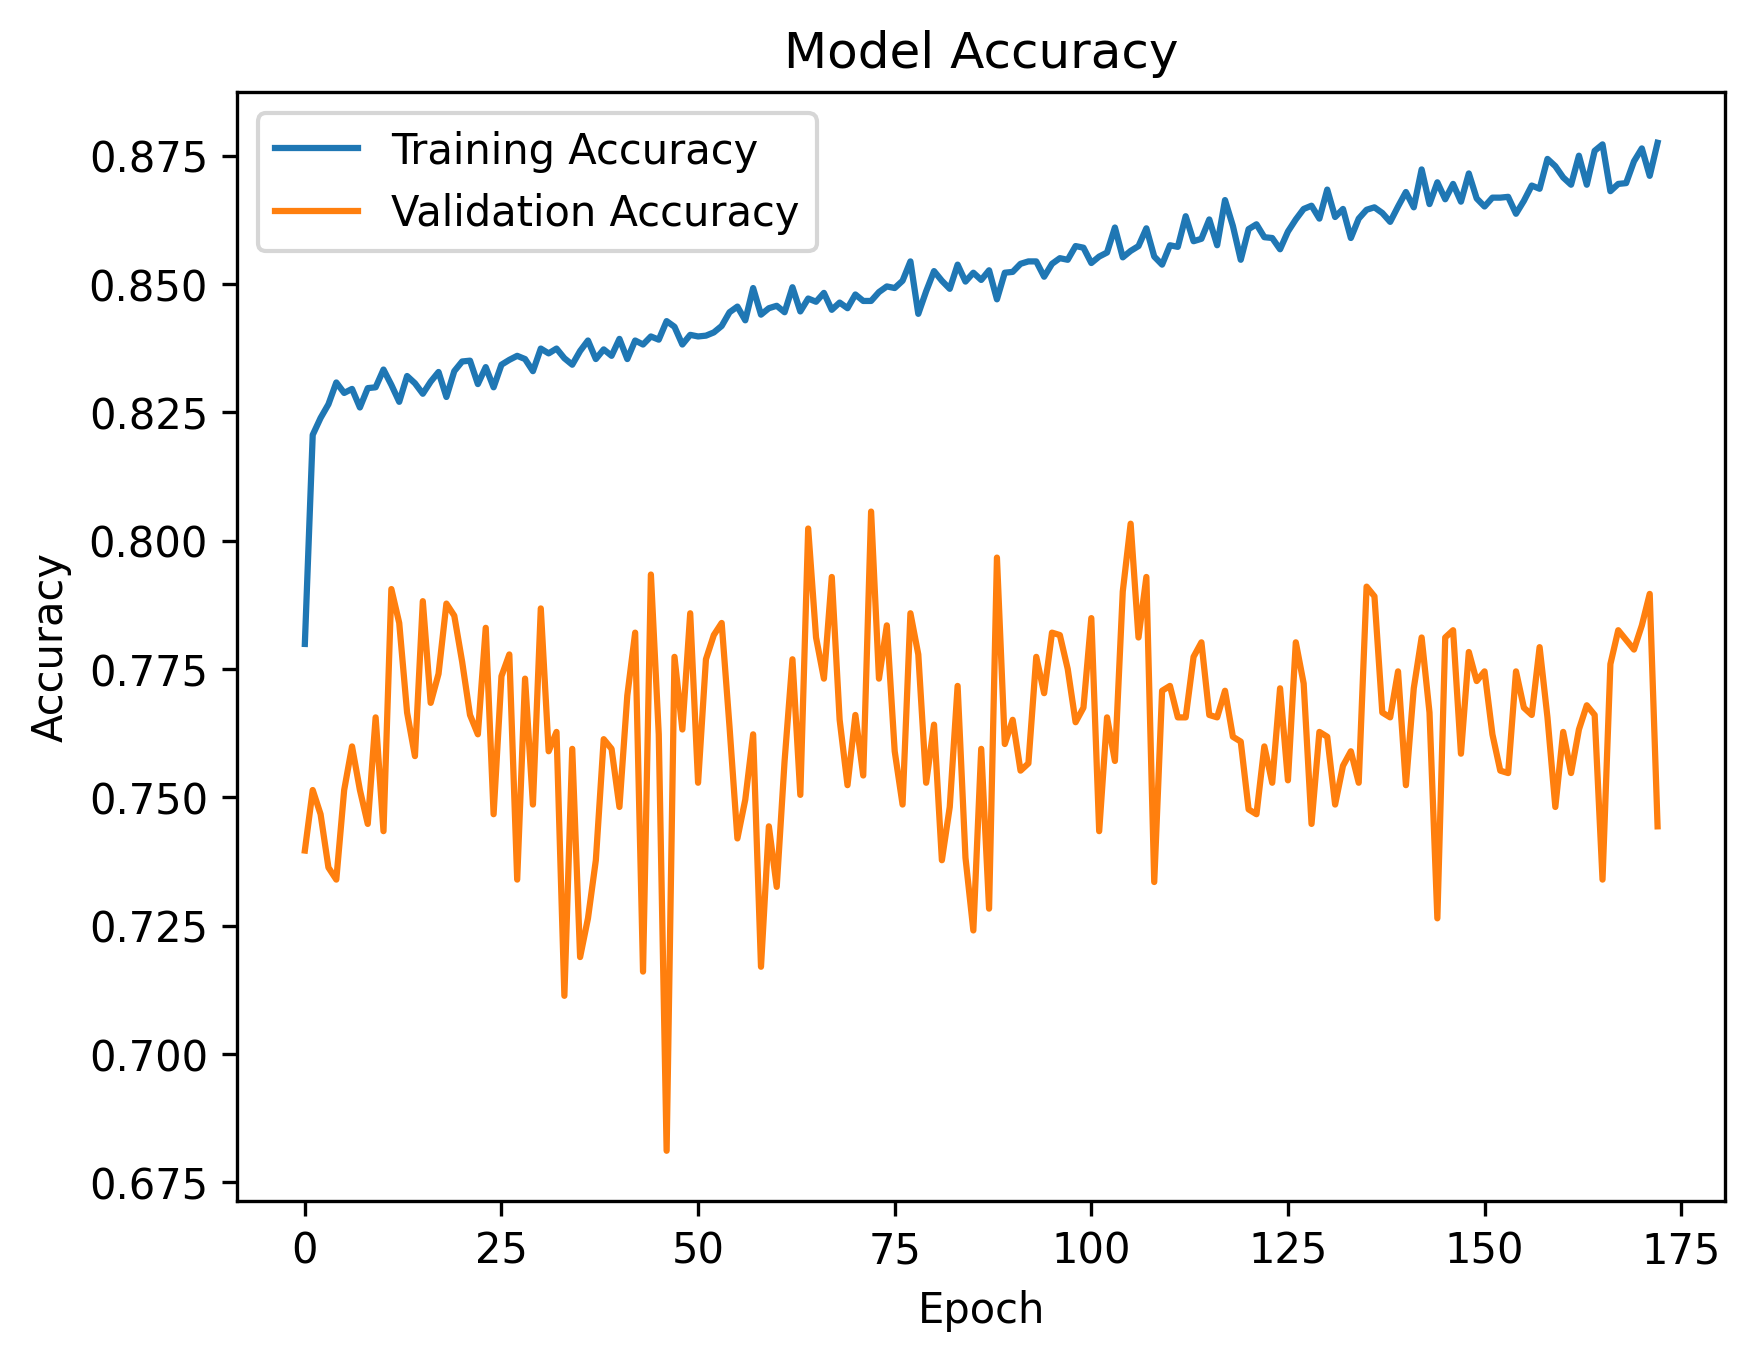 Model Accuracy
Training Accuracy
Validation Accuracy
0.875
0.850
0.825
0.800
0.775
0.750
0.725
0.700
0.675
Accuracy
0 25 50 75 100 125 150 175
Epoch